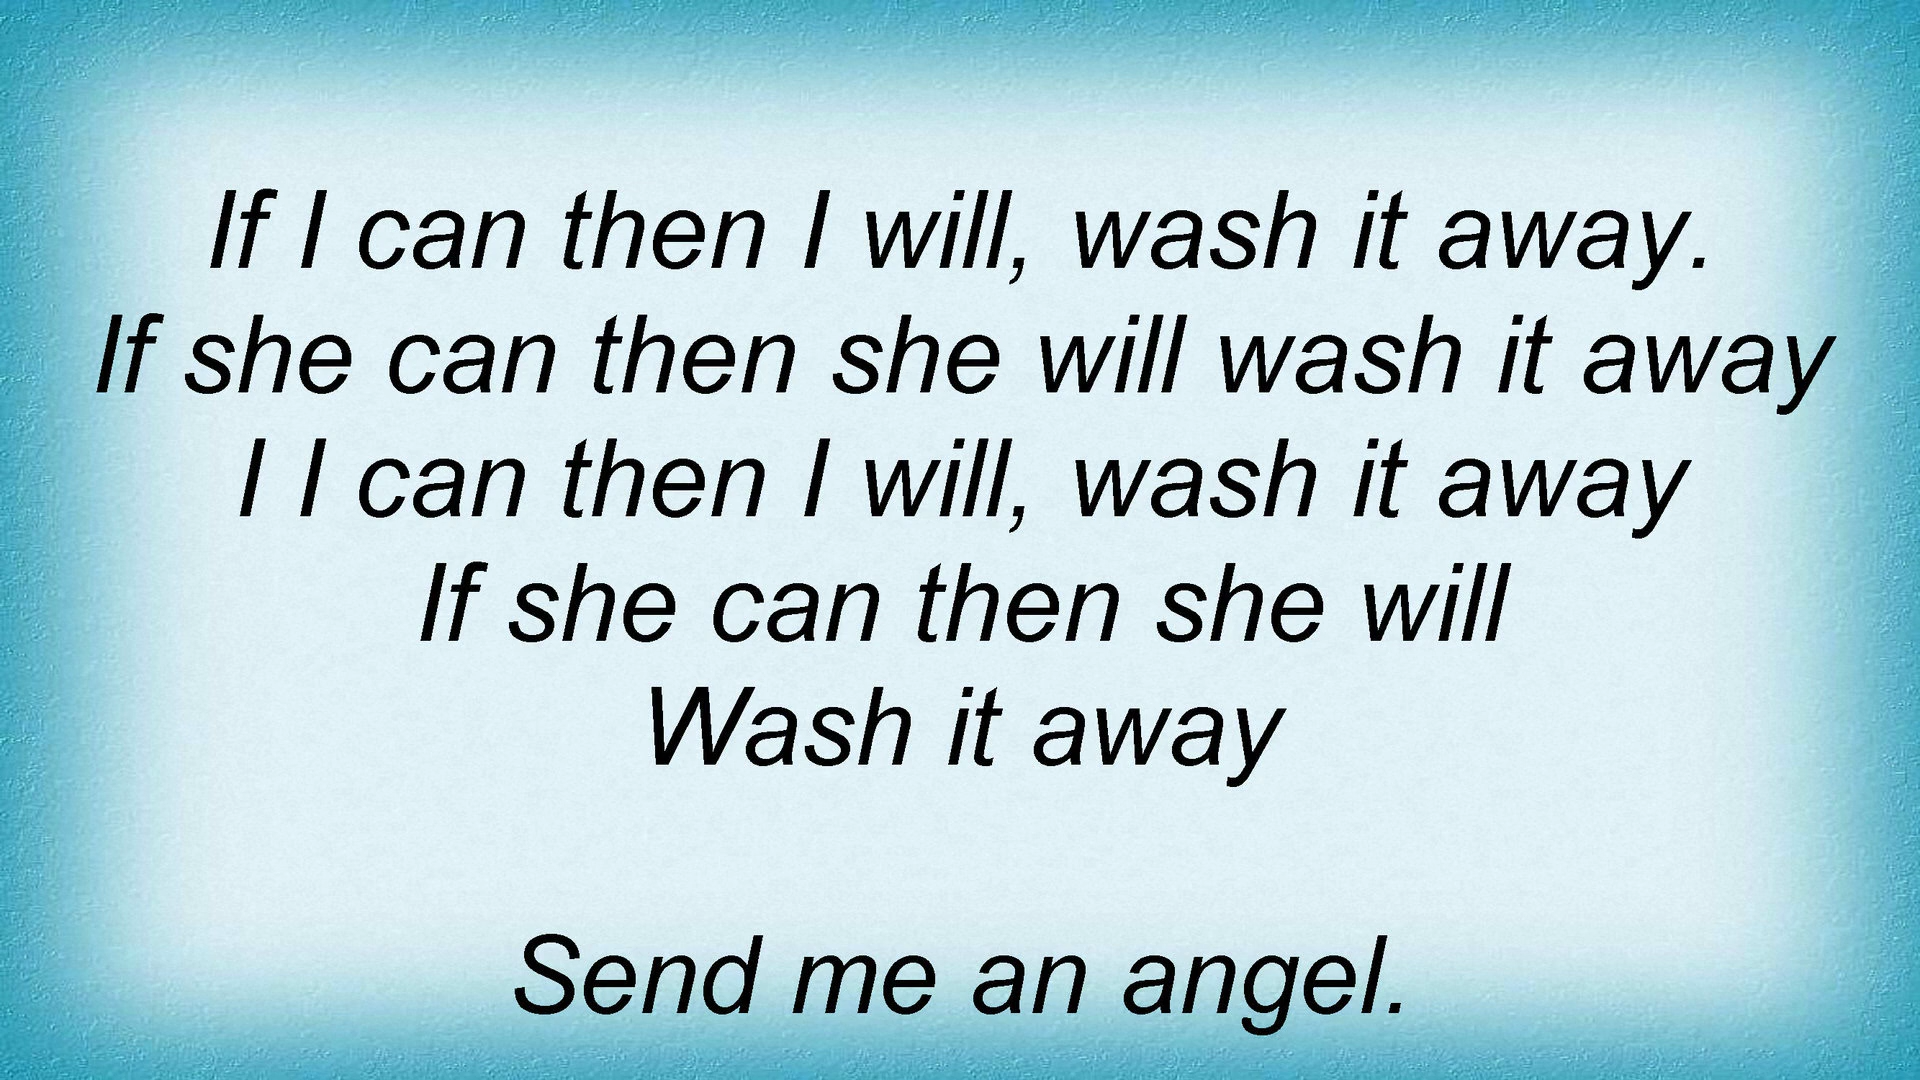 If I can then I will, wash it away.
If she can then she will wash it away
I I can then I will, wash it away
If she can then she will
Wash it away
Send me an angel.